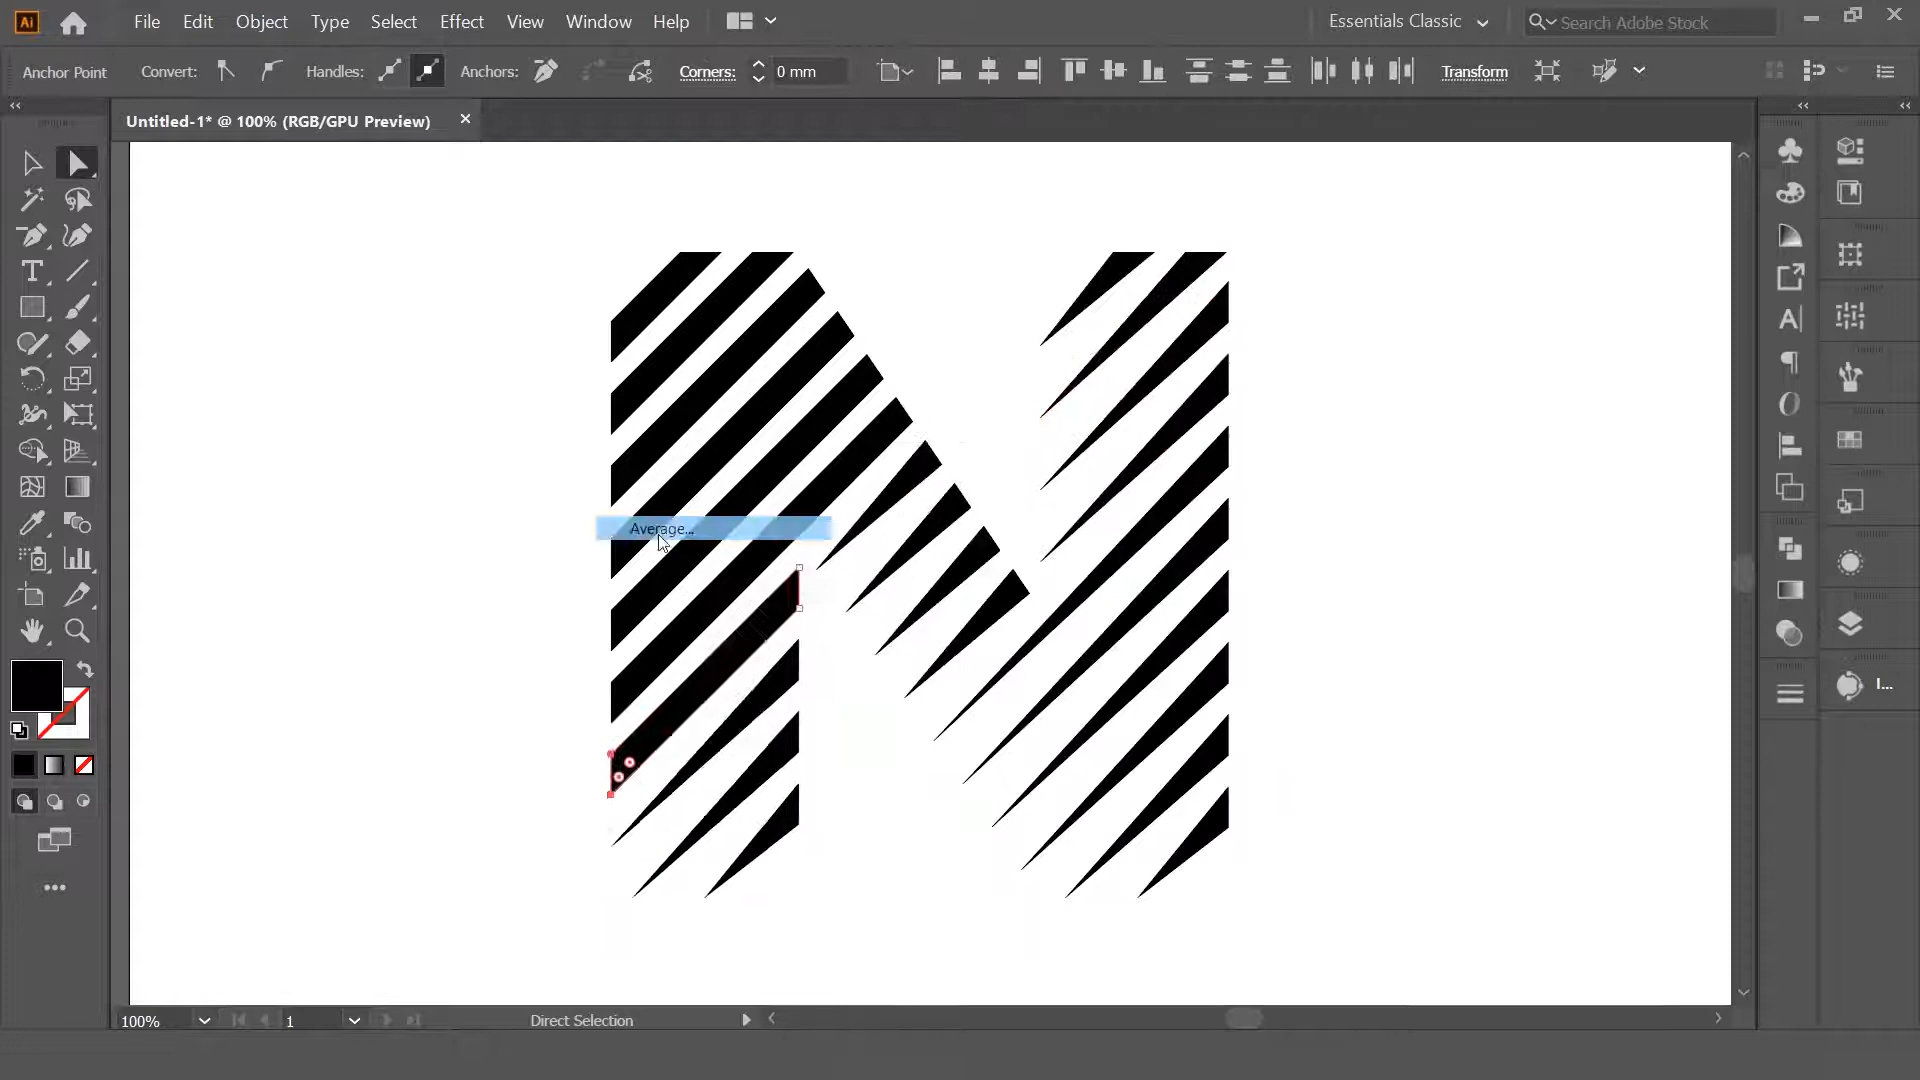 Ai File Edit Object Type Select Effect View Window Help Essentials Classic Search Adobe Stock
Anchor Point Convert: Handles: Anchors: Corners: 0 mm Transform
Untitled-1* @ 100% (RGB/GPU Preview)
Average...
I...
100% 1 Direct Selection